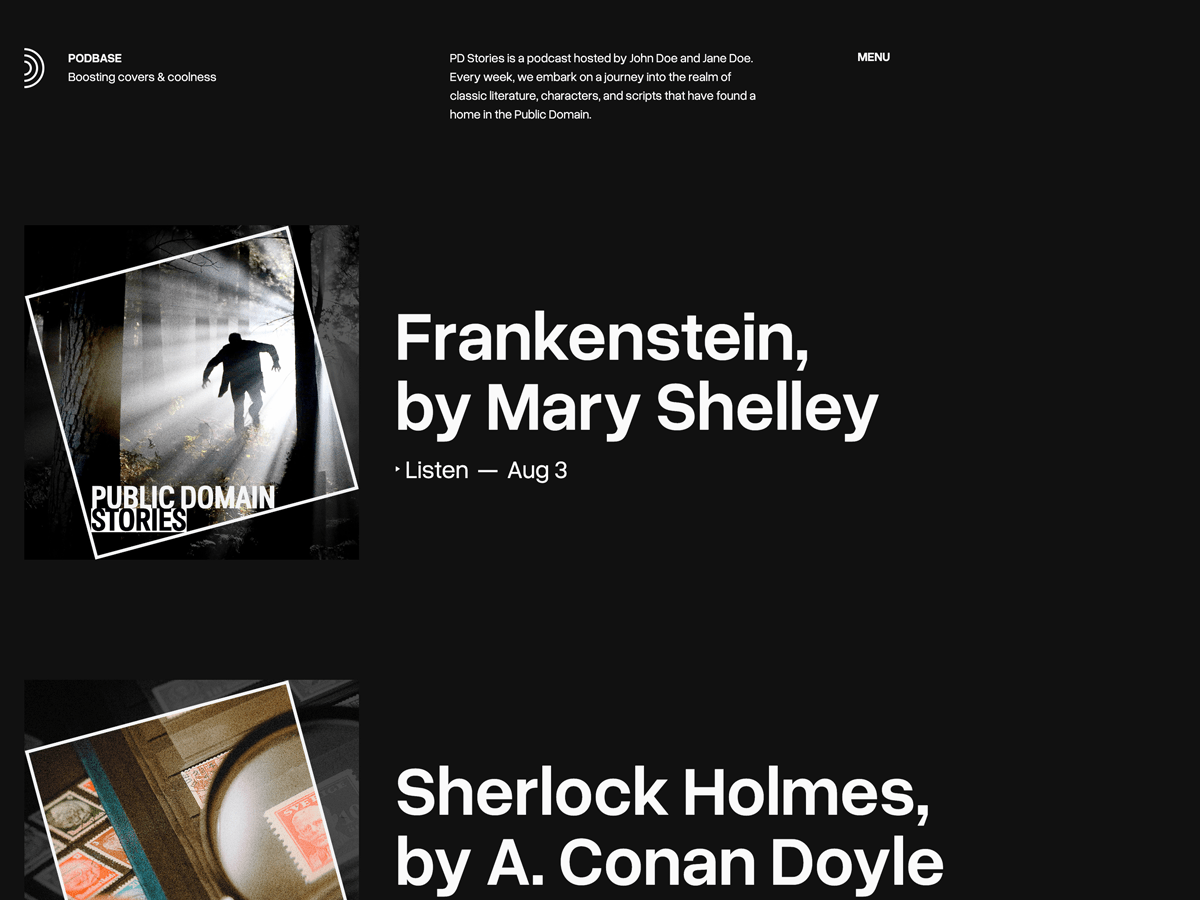 PODBASE
Boosting covers & coolness
PD Stories is a podcast hosted by John Doe and Jane Doe.
Every week, we embark on a journey into the realm of
classic literature, characters, and scripts that have found a
home in the Public Domain.
MENU
PUBLIC DOMAIN
STORIES
Frankenstein,
by Mary Shelley
Listen — Aug 3
Sherlock Holmes,
by A. Conan Doyle